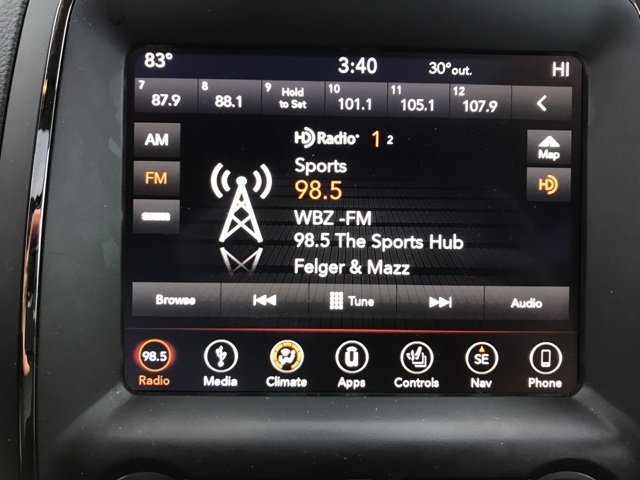 83° 3:40 30° out. HI
7 87.9 8 88.1 9 Hold to Set 10 101.1 11 105.1 12 107.9
AM HD Radio 1 2 Map
Sports
FM 98.5 HD
WBZ -FM
98.5 The Sports Hub
Felger & Mazz
Browse Tune Audio
98.5 SE
Radio Media Climate Apps Controls Nav Phone